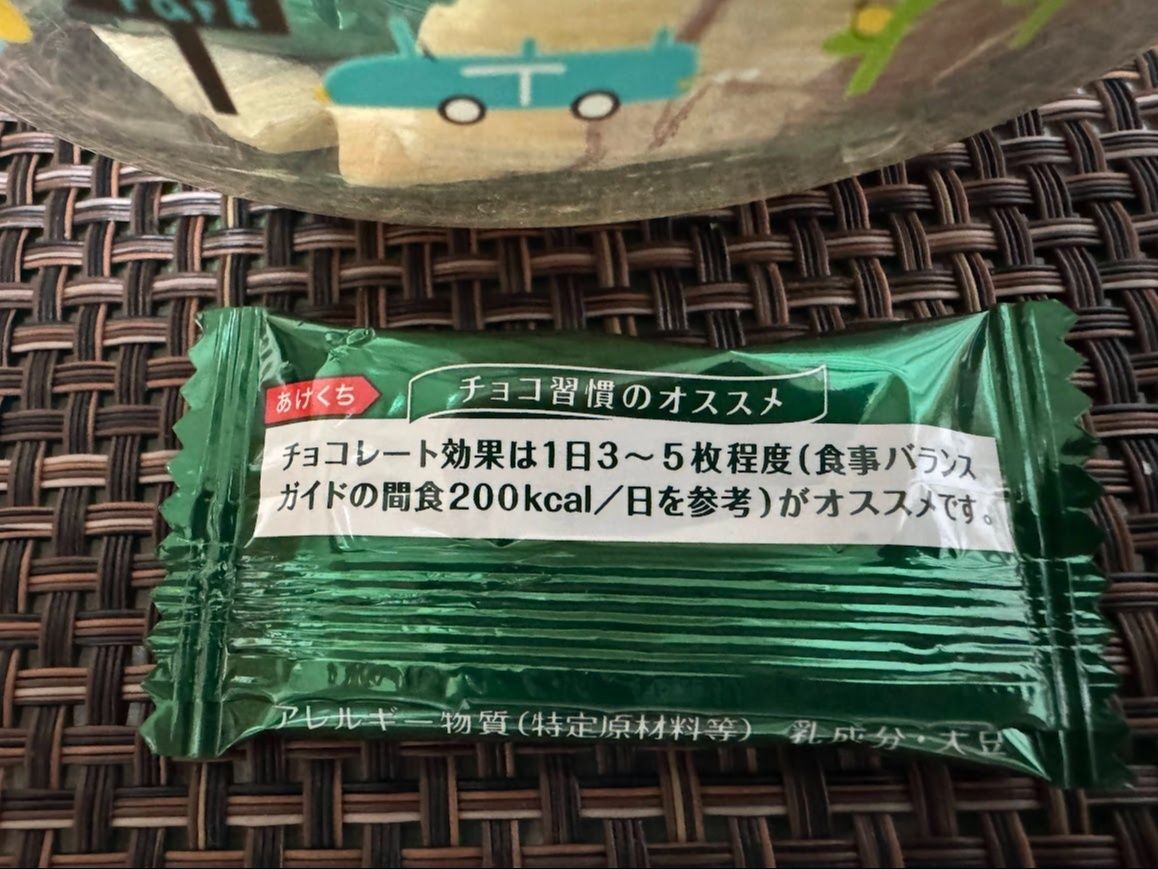 Park
あけくち
チョコ習慣のオススメ
チョコレート効果は1日3～5枚程度(食事バランス
ガイドの間食200kcal／日を参考)がオススメです。
アレルギー物質(特定原材料等) 乳成分・大豆